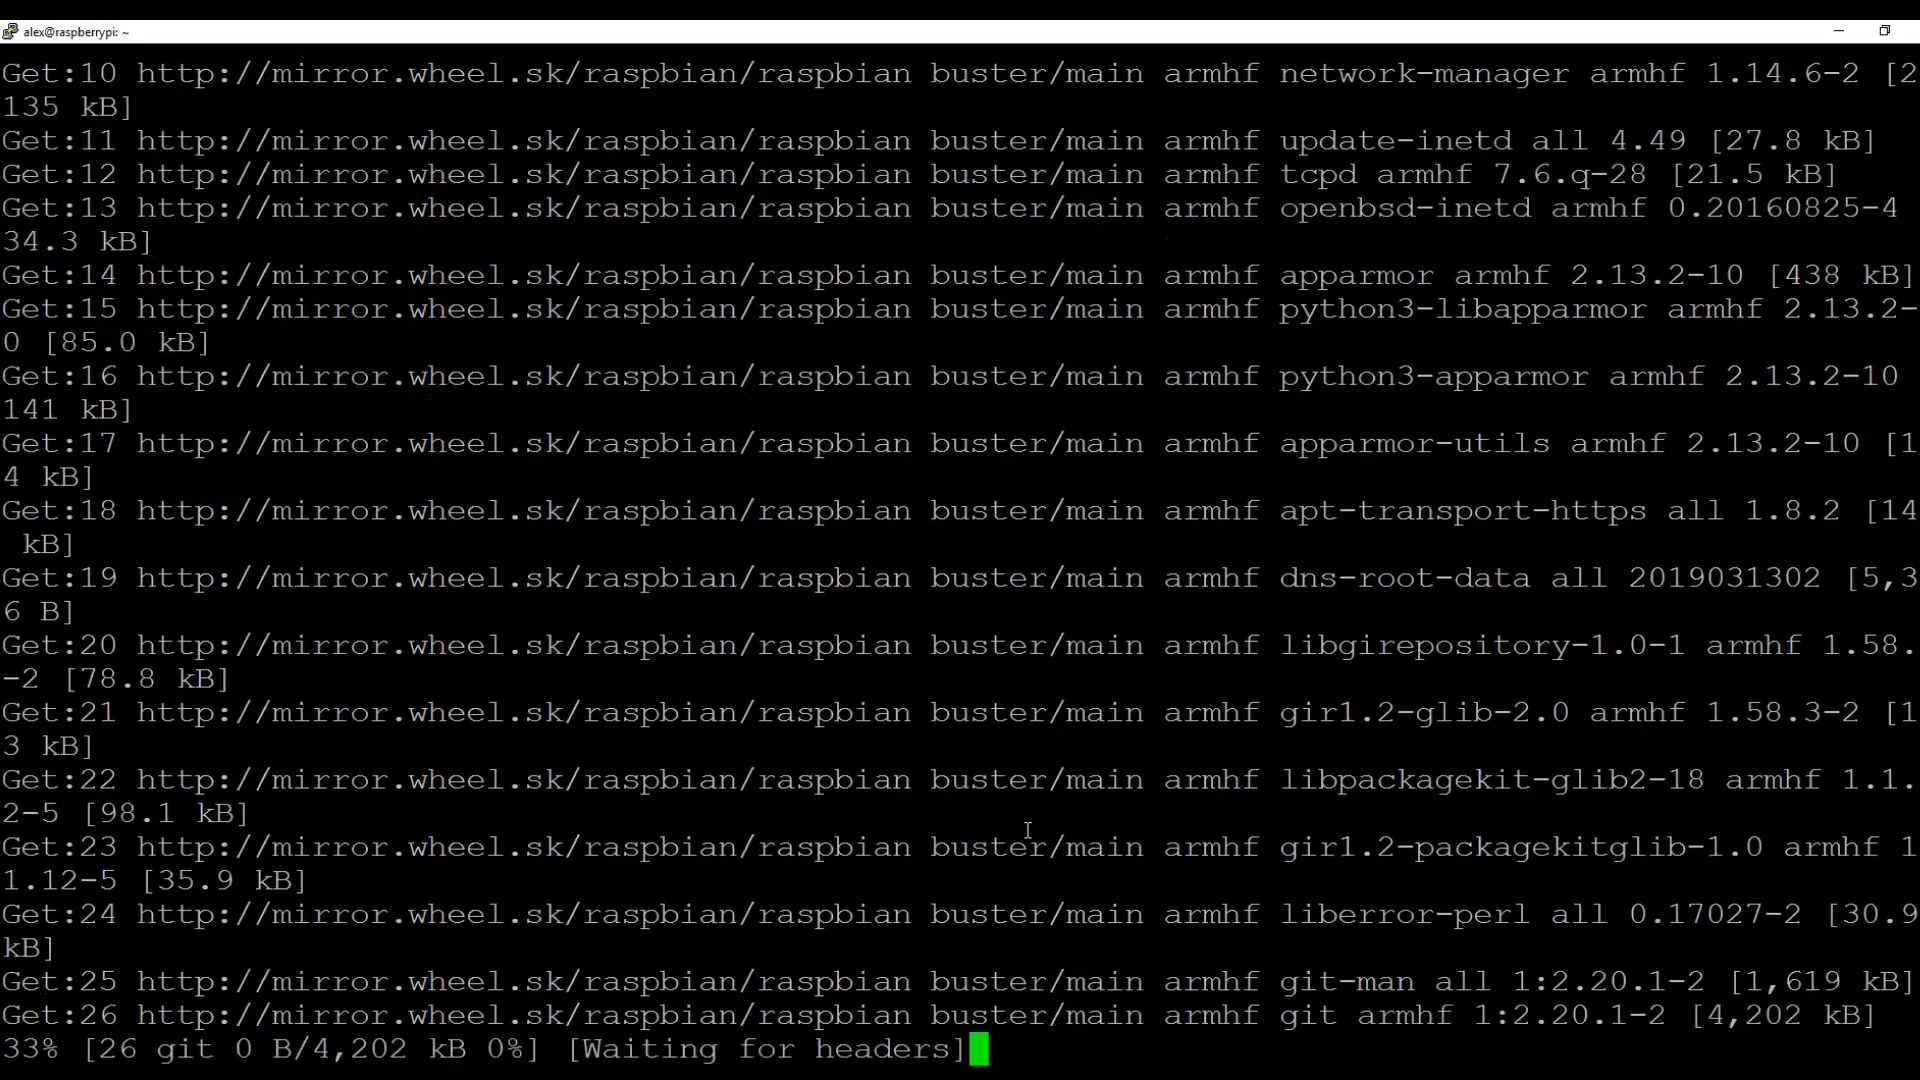 alex@raspberrypi: ~
Get:10 http://mirror.wheel.sk/raspbian/raspbian buster/main armhf network-manager armhf 1.14.6-2 [2
135 kB]
Get:11 http://mirror.wheel.sk/raspbian/raspbian buster/main armhf update-inetd all 4.49 [27.8 kB]
Get:12 http://mirror.wheel.sk/raspbian/raspbian buster/main armhf tcpd armhf 7.6.q-28 [21.5 kB]
Get:13 http://mirror.wheel.sk/raspbian/raspbian buster/main armhf openbsd-inetd armhf 0.20160825-4
34.3 kB]
Get:14 http://mirror.wheel.sk/raspbian/raspbian buster/main armhf apparmor armhf 2.13.2-10 [438 kB]
Get:15 http://mirror.wheel.sk/raspbian/raspbian buster/main armhf python3-libapparmor armhf 2.13.2-
0 [85.0 kB]
Get:16 http://mirror.wheel.sk/raspbian/raspbian buster/main armhf python3-apparmor armhf 2.13.2-10
141 kB]
Get:17 http://mirror.wheel.sk/raspbian/raspbian buster/main armhf apparmor-utils armhf 2.13.2-10 [1
4 kB]
Get:18 http://mirror.wheel.sk/raspbian/raspbian buster/main armhf apt-transport-https all 1.8.2 [14
kB]
Get:19 http://mirror.wheel.sk/raspbian/raspbian buster/main armhf dns-root-data all 2019031302 [5,3
6 B]
Get:20 http://mirror.wheel.sk/raspbian/raspbian buster/main armhf libgirepository-1.0-1 armhf 1.58.
-2 [78.8 kB]
Get:21 http://mirror.wheel.sk/raspbian/raspbian buster/main armhf gir1.2-glib-2.0 armhf 1.58.3-2 [1
3 kB]
Get:22 http://mirror.wheel.sk/raspbian/raspbian buster/main armhf libpackagekit-glib2-18 armhf 1.1.
2-5 [98.1 kB]
Get:23 http://mirror.wheel.sk/raspbian/raspbian buster/main armhf gir1.2-packagekitglib-1.0 armhf 1
1.12-5 [35.9 kB]
Get:24 http://mirror.wheel.sk/raspbian/raspbian buster/main armhf liberror-perl all 0.17027-2 [30.9
kB]
Get:25 http://mirror.wheel.sk/raspbian/raspbian buster/main armhf git-man all 1:2.20.1-2 [1,619 kB]
Get:26 http://mirror.wheel.sk/raspbian/raspbian buster/main armhf git armhf 1:2.20.1-2 [4,202 kB]
33% [26 git 0 B/4,202 kB 0%] [Waiting for headers]